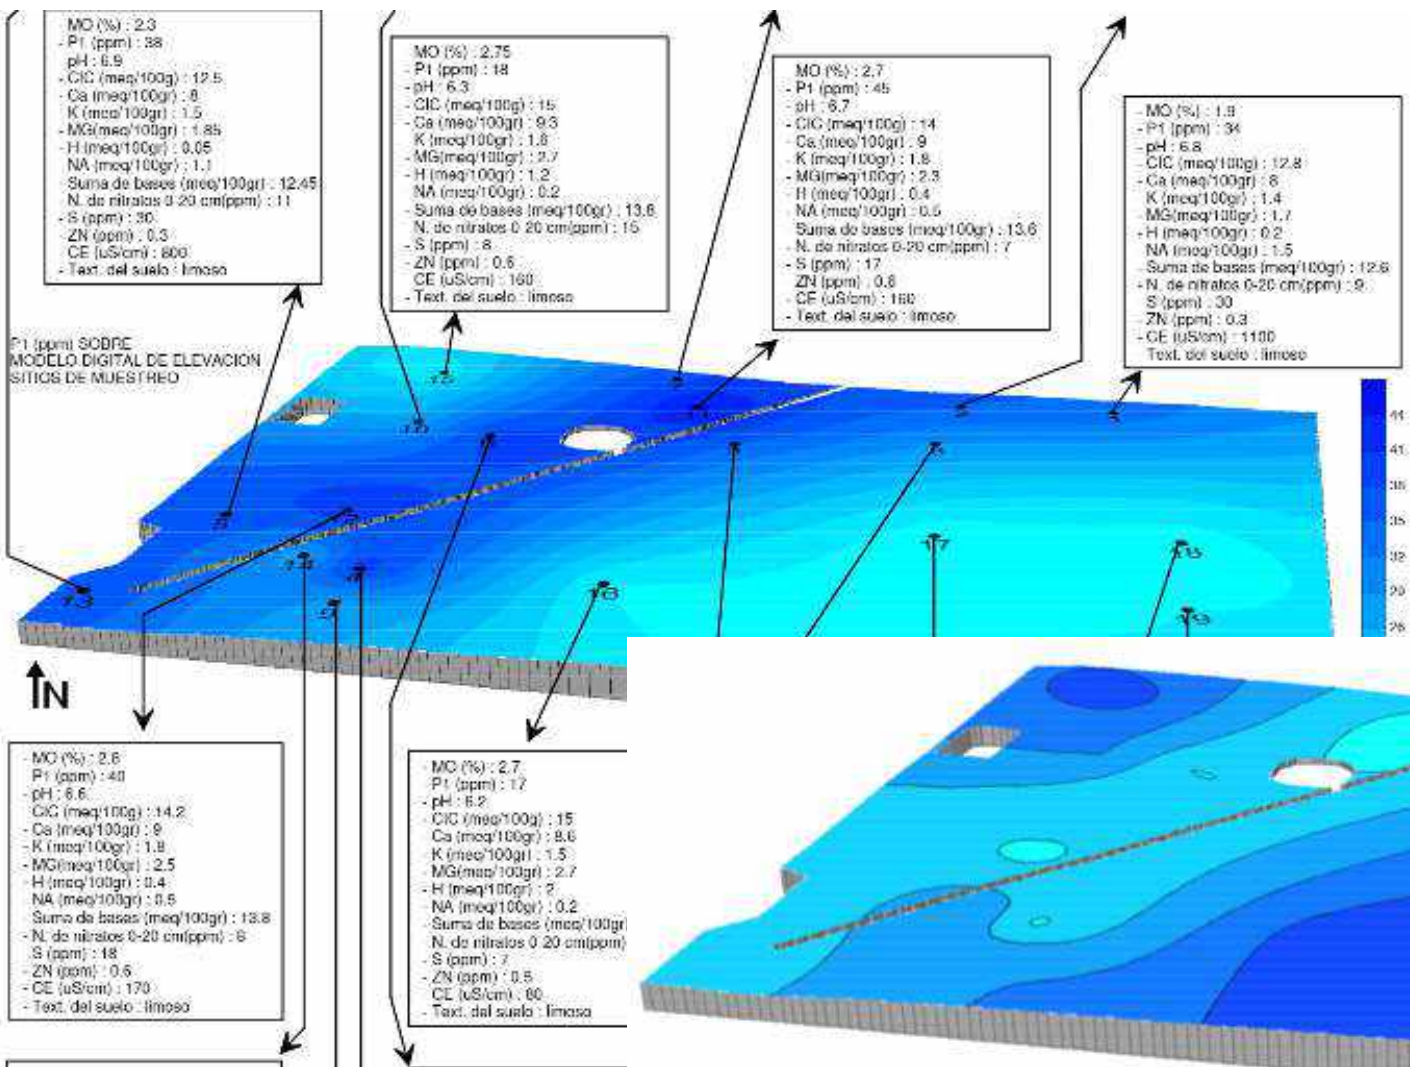 MO (%) : 2.3
- P1 (ppm) : 38
pH : 6.9
- CIC (meq/100g) : 12.5
- Ca (meq/100gr) : 8
K (meq/100gr) : 1.5
- MG(meq/100gr) : 1.85
- H (meq/100gr) : 0.05
NA (meq/100gr) : 1.1
Suma de bases (meq/100gr) : 12.45
N. de nitratos 0-20 cm(ppm) : 11
- S (ppm) : 30
ZN (ppm) : 0.3
CE (uS/cm) : 800
- Text. del suelo : limoso
MO (%) : 2.75
- P1 (ppm) : 18
- pH : 6.3
- CIC (meq/100g) : 15
- Ca (meq/100gr) : 9.3
K (meq/100gr) : 1.6
- MG(meq/100gr) : 2.7
- H (meq/100gr) : 1.2
NA (meq/100gr) : 0.2
- Suma de bases (meq/100gr) : 13.8
N. de nitratos 0-20 cm(ppm) : 15
- S (ppm) : 8
- ZN (ppm) : 0.6
CE (uS/cm) : 160
- Text. del suelo : limoso
MO (%) : 2.7
- P1 (ppm) : 45
- pH : 6.7
- CIC (meq/100g) : 14
Ca (meq/100gr) : 9
- K (meq/100gr) : 1.8
- MG(meq/100gr) : 2.3
H (meq/100gr) : 0.4
- NA (meq/100gr) : 0.5
Suma de bases (meq/100gr) : 13.6
- N. de nitratos 0-20 cm(ppm) : 7
- S (ppm) : 17
ZN (ppm) : 0.8
- CE (uS/cm) : 160
- Text. del suelo : limoso
- MO (%) : 1.9
- P1 (ppm) : 34
- pH : 6.8
- CIC (meq/100g) : 12.8
- Ca (meq/100gr) : 8
K (meq/100gr) : 1.4
- MG(meq/100gr) : 1.7
- H (meq/100gr) : 0.2
NA (meq/100gr) : 1.5
- Suma de bases (meq/100gr) : 12.6
- N. de nitratos 0-20 cm(ppm) : 9
S (ppm) : 30
ZN (ppm) : 0.3
- CE (uS/cm) : 1100
Text. del suelo : limoso
P1 (ppm) SOBRE
MODELO DIGITAL DE ELEVACION
SITIOS DE MUESTREO
44
41
38
35
32
29
26
15
10
17
18
19
13
14
9
16
N
- MO (%) : 2.6
P1 (ppm) : 40
- pH : 6.6
CIC (meq/100g) : 14.2
- Ca (meq/100gr) : 9
- K (meq/100gr) : 1.8
- MG(meq/100gr) : 2.5
- H (meq/100gr) : 0.4
NA (meq/100gr) : 0.5
Suma de bases (meq/100gr) : 13.8
- N. de nitratos 0-20 cm(ppm) : 6
S (ppm) : 18
- ZN (ppm) : 0.6
- CE (uS/cm) : 170
- Text. del suelo : limoso
- MO (%) : 2.7
P1 (ppm) : 17
- pH : 6.2
- CIC (meq/100g) : 15
Ca (meq/100gr) : 8.6
- K (meq/100gr) : 1.5
MG(meq/100gr) : 2.7
- H (meq/100gr) : 2
- NA (meq/100gr) : 0.2
- Suma de bases (meq/100gr
N. de nitratos 0-20 cm(ppm)
- S (ppm) : 7
- ZN (ppm) : 0.5
CE (uS/cm) : 80
- Text. del suelo : limoso